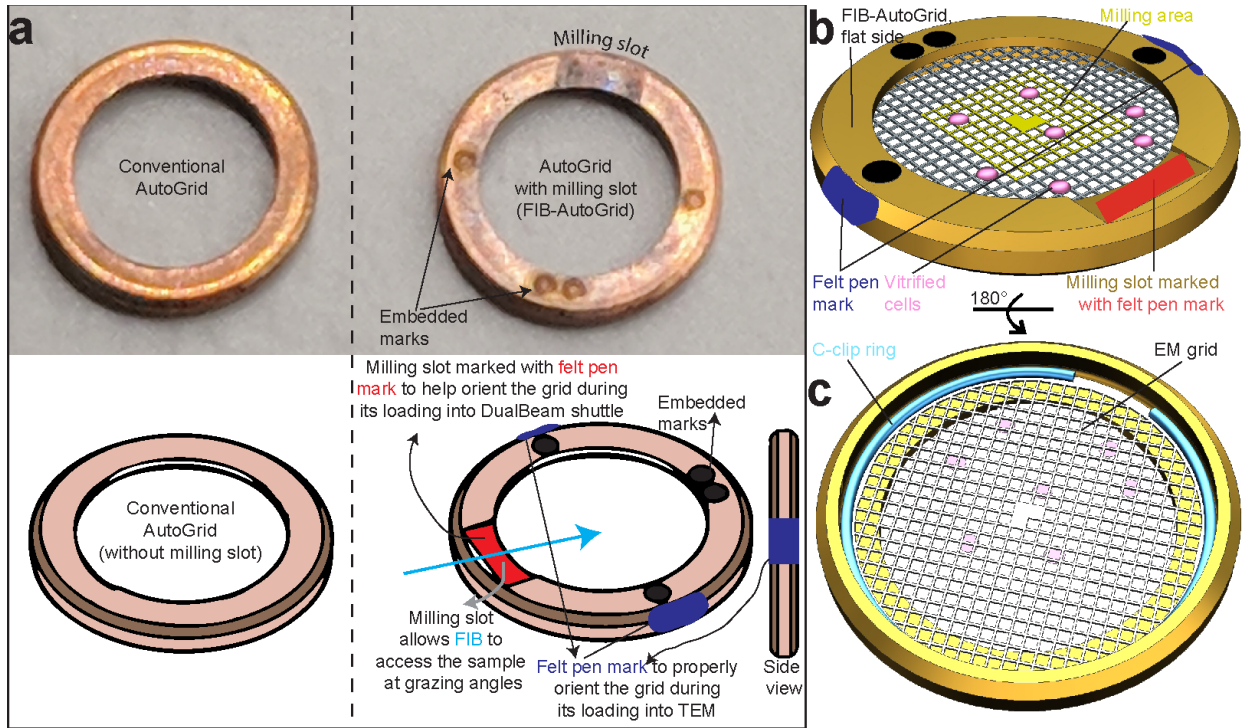 a
Conventional
AutoGrid
Milling slot
AutoGrid
with milling slot
(FIB-AutoGrid)
Embedded
marks
Conventional
AutoGrid
(without milling slot)
Milling slot marked with felt pen
mark to help orient the grid during
its loading into DualBeam shuttle
Embedded
marks
Milling slot
allows FIB to
access the sample
at grazing angles
Felt pen mark to properly
orient the grid during
its loading into TEM
Side
view
b
FIB-AutoGrid,
flat side
Milling area
Felt pen
mark
Vitrified
cells
Milling slot marked
with felt pen mark
180°
C-clip ring
EM grid
c